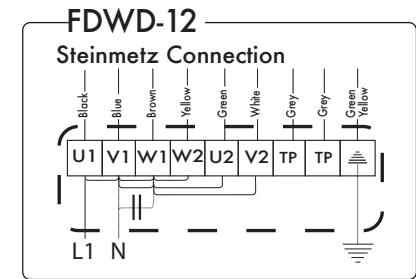 FDWD-12
Steinmetz Connection
Black Blue Brown Yellow Green White Grey Grey Green Yellow
U1 V1 W1 W2 U2 V2 TP TP
L1 N